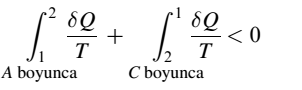 ∫₁² δQ/T + ∫₂¹ δQ/T < 0
A boyunca C boyunca